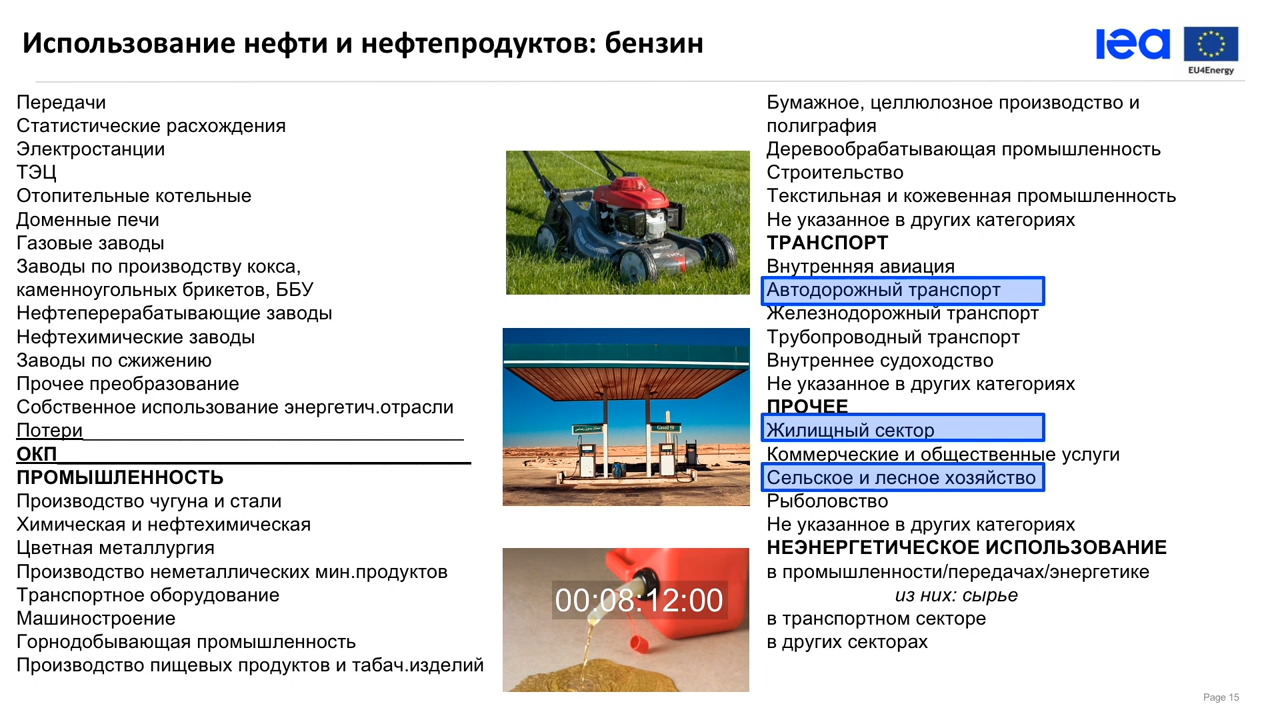 Использование нефти и нефтепродуктов: бензин
iea
EU4Energy
Передачи
Статистические расхождения
Электростанции
ТЭЦ
Отопительные котельные
Доменные печи
Газовые заводы
Заводы по производству кокса,
каменноугольных брикетов, ББУ
Нефтеперерабатывающие заводы
Нефтехимические заводы
Заводы по сжижению
Прочее преобразование
Собственное использование энергетич.отрасли
Потери
ОКП
ПРОМЫШЛЕННОСТЬ
Производство чугуна и стали
Химическая и нефтехимическая
Цветная металлургия
Производство неметаллических мин.продуктов
Транспортное оборудование
Машиностроение
Горнодобывающая промышленность
Производство пищевых продуктов и табач.изделий
00:08:12:00
Бумажное, целлюлозное производство и
полиграфия
Деревообрабатывающая промышленность
Строительство
Текстильная и кожевенная промышленность
Не указанное в других категориях
ТРАНСПОРТ
Внутренняя авиация
Автодорожный транспорт
Железнодорожный транспорт
Трубопроводный транспорт
Внутреннее судоходство
Не указанное в других категориях
ПРОЧЕЕ
Жилищный сектор
Коммерческие и общественные услуги
Сельское и лесное хозяйство
Рыболовство
Не указанное в других категориях
НЕЭНЕРГЕТИЧЕСКОЕ ИСПОЛЬЗОВАНИЕ
в промышленности/передачах/энергетике
из них: сырье
в транспортном секторе
в других секторах
Page 15